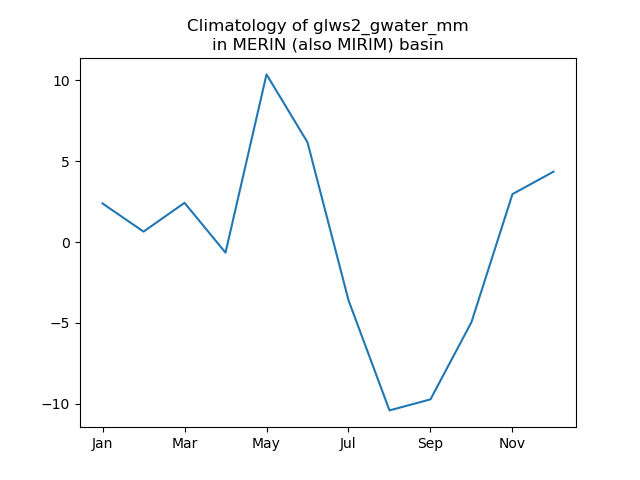 Climatology of glws2_gwater_mm
in MERIN (also MIRIM) basin
10
5
0
−5
−10
Jan Mar May Jul Sep Nov